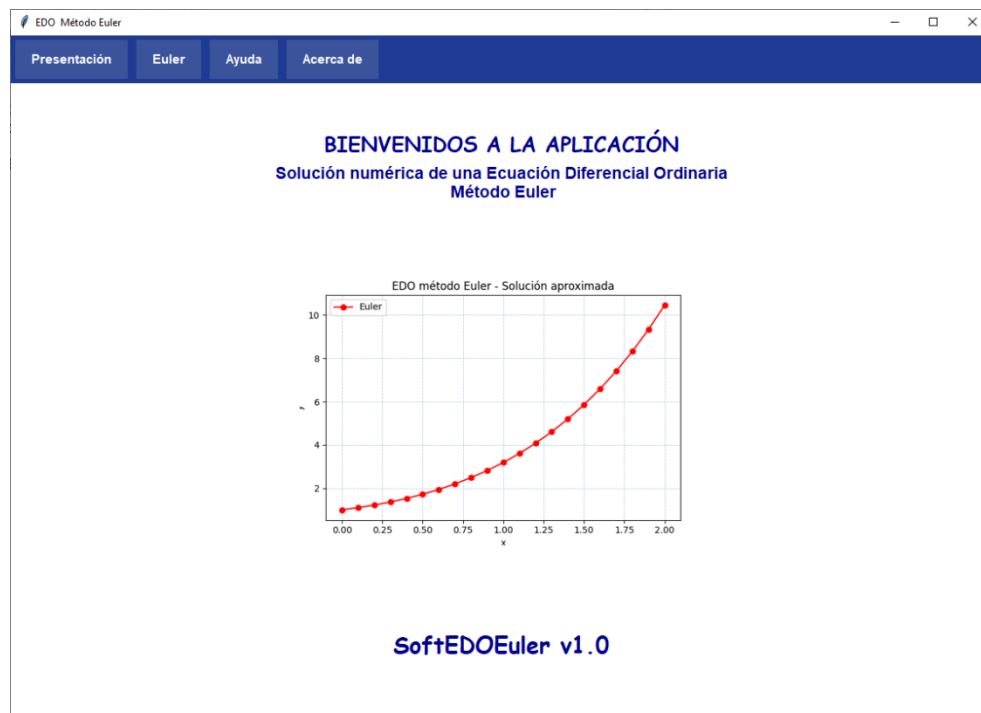 EDO Método Euler
Presentación Euler Ayuda Acerca de
BIENVENIDOS A LA APLICACIÓN
Solución numérica de una Ecuación Diferencial Ordinaria
Método Euler
EDO método Euler - Solución aproximada
Euler
10
8
6
4
2
y
0.00 0.25 0.50 0.75 1.00 1.25 1.50 1.75 2.00
x
SoftEDOEuler v1.0